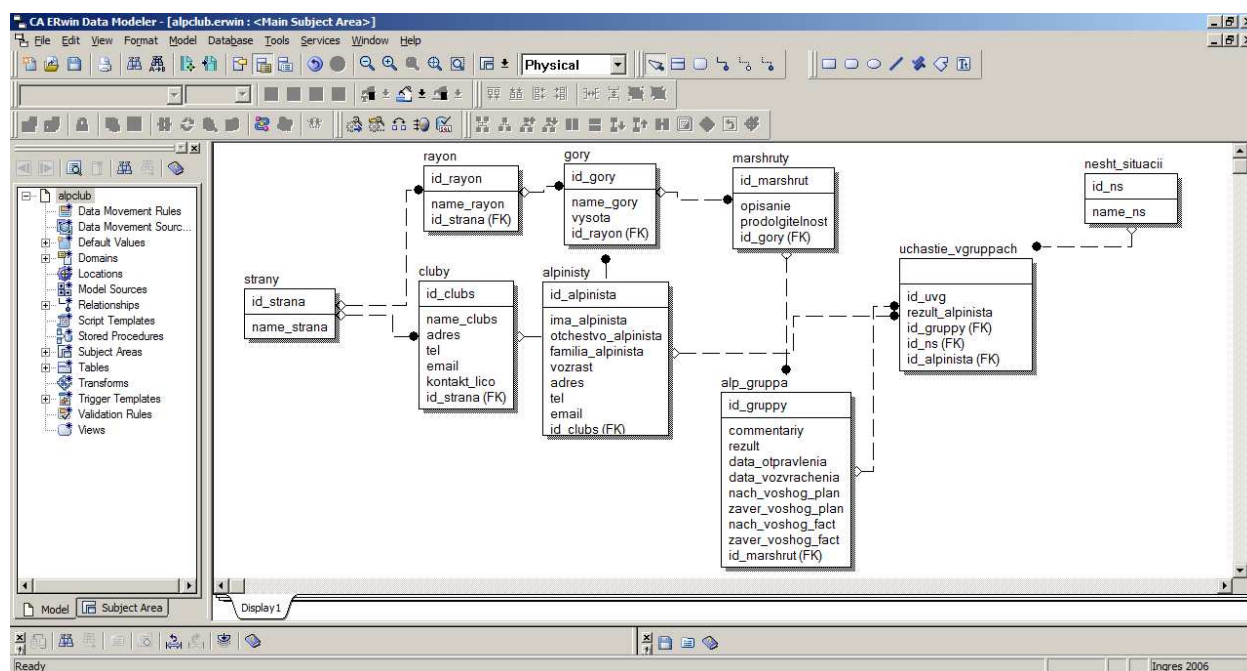 CA ERwin Data Modeler - [alpclub.erwin : <Main Subject Area>]
File Edit View Format Model Database Tools Services Window Help
Physical
alpclub
Data Movement Rules
Data Movement Sourc...
Default Values
Domains
Locations
Model Sources
Relationships
Script Templates
Stored Procedures
Subject Areas
Tables
Transforms
Trigger Templates
Validation Rules
Views
Model Subject Area
rayon
id_rayon
name_rayon
id_strana (FK)
gory
id_gory
name_gory
vysota
id_rayon (FK)
marshruty
id_marshrut
opisanie
prodolgitelnost
id_gory (FK)
nesht_situacii
id_ns
name_ns
strany
id_strana
name_strana
cluby
id_clubs
name_clubs
adres
tel
email
kontakt_lico
id_strana (FK)
alpinisty
id_alpinista
ima_alpinista
otchestvo_alpinista
familia_alpinista
vozrast
adres
tel
email
id_clubs (FK)
uchastie_vgruppach
id_uvg
rezult_alpinista
id_gruppy (FK)
id_ns (FK)
id_alpinista (FK)
alp_gruppa
id_gruppy
commentariy
rezult
data_otpravlenia
data_vozvrachenia
nach_voshog_plan
zaver_voshog_plan
nach_voshog_fact
zaver_voshog_fact
id_marshrut (FK)
Display1
Ready
Ingres 2006